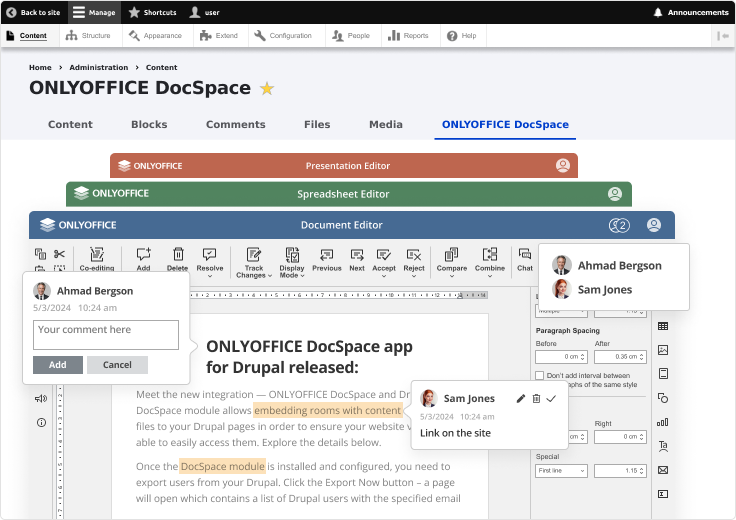 Back to site Manage Shortcuts user Announcements
Content Structure Appearance Extend Configuration People Reports Help
Home > Administration > Content
ONLYOFFICE DocSpace
Content Blocks Comments Files Media ONLYOFFICE DocSpace
ONLYOFFICE Presentation Editor
ONLYOFFICE Spreadsheet Editor
ONLYOFFICE Document Editor 2
Co-editing Add Delete Resolve Track Changes Display Mode Previous Next Accept Reject Compare Combine Chat
Ahmad Bergson
Sam Jones
Ahmad Bergson
5/3/2024 10:24 am
Your comment here
Add Cancel
ONLYOFFICE DocSpace app
for Drupal released:
Meet the new integration — ONLYOFFICE DocSpace and
DocSpace module allows embedding rooms with content
files to your Drupal pages in order to ensure your website
able to easily access them. Explore the details below.
Once the DocSpace module is installed and configured, you need to
export users from your Drupal. Click the Export Now button – a page
will open which contains a list of Drupal users with the specified email
Sam Jones
5/3/2024 10:24 am
Link on the site
Paragraph Spacing
Before After
0 cm 0.35 cm
Don't add interval between
of the same style
Right
cm 0 cm
Special
First line 1.15